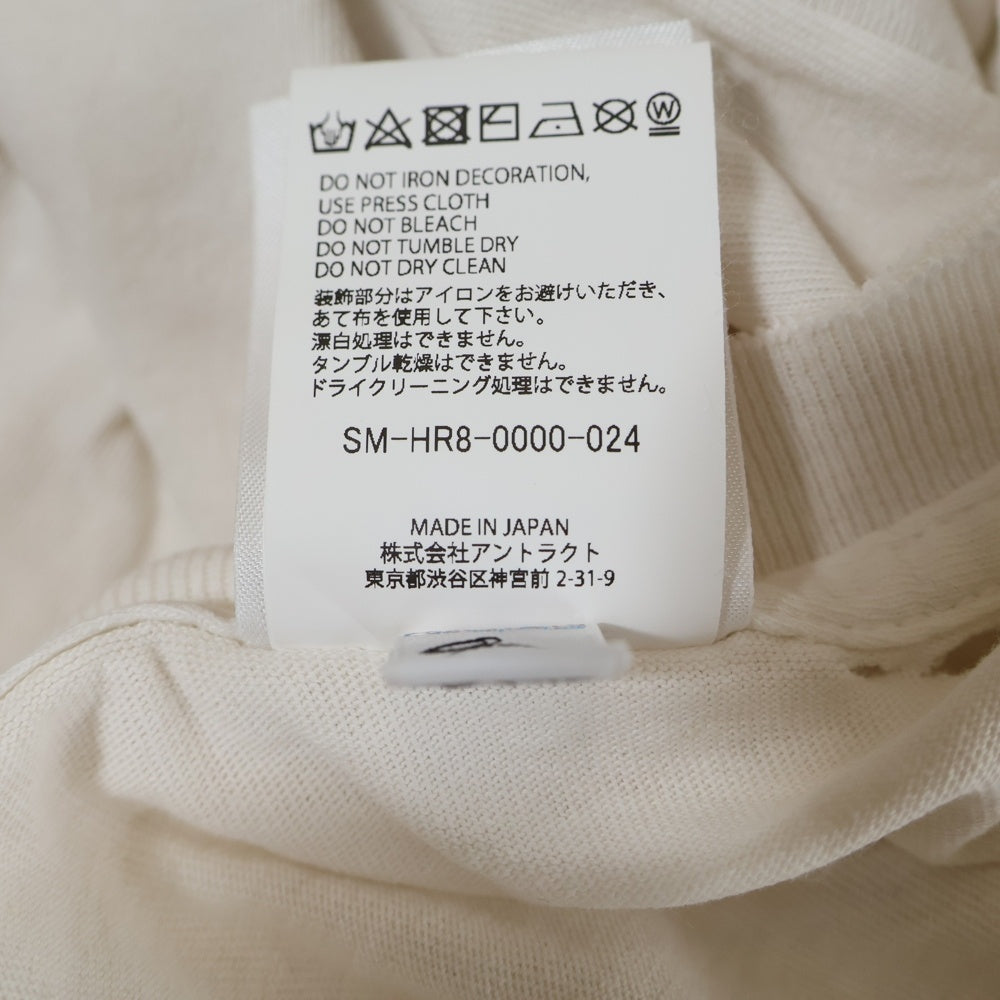 W
DO NOT IRON DECORATION,
USE PRESS CLOTH
DO NOT BLEACH
DO NOT TUMBLE DRY
DO NOT DRY CLEAN
装飾部分はアイロンをお避けいただき、
あて布を使用して下さい。
漂白処理はできません。
タンブル乾燥はできません。
ドライクリーニング処理はできません。
SM-HR8-0000-024
MADE IN JAPAN
株式会社アントラクト
東京都渋谷区神宮前 2-31-9